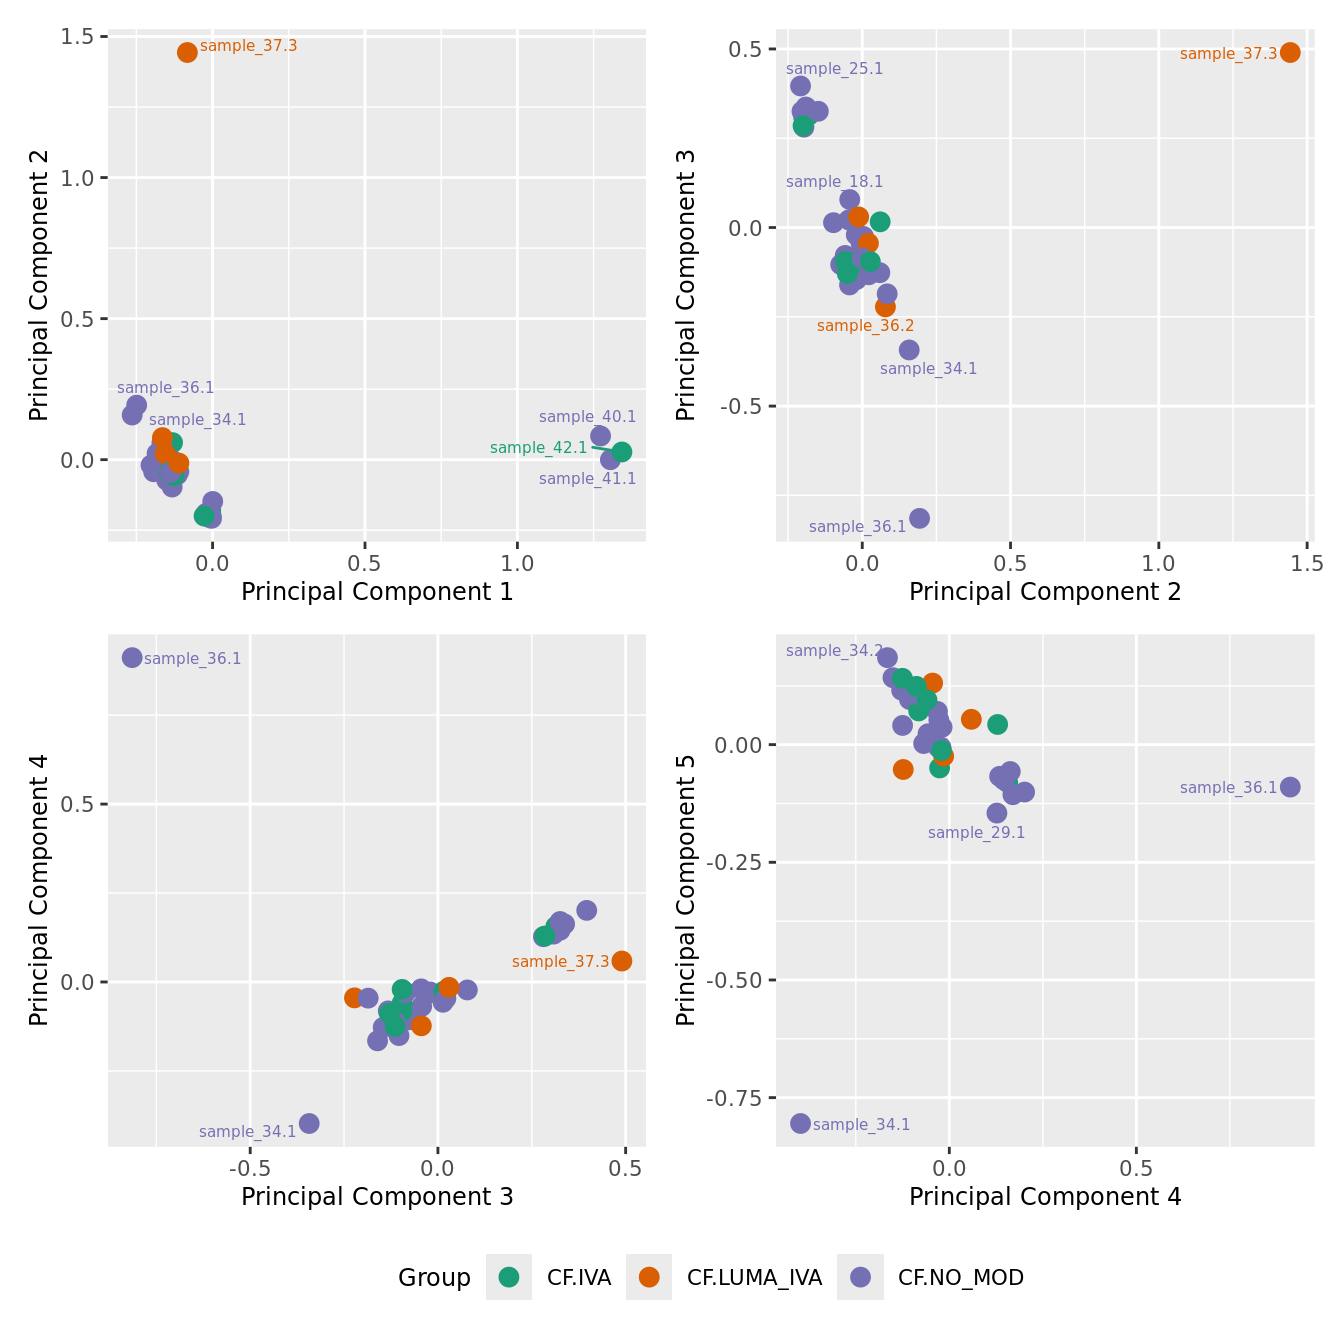 sample_37.3
sample_36.1
sample_34.1
sample_40.1
sample_42.1
sample_41.1
1.5
1.0
0.5
0.0
Principal Component 2
0.0
0.5
1.0
Principal Component 1
sample_37.3
sample_25.1
sample_18.1
sample_36.2
sample_34.1
sample_36.1
0.5
0.0
-0.5
Principal Component 3
0.0
0.5
1.0
1.5
Principal Component 2
sample_36.1
sample_37.3
sample_34.1
0.5
0.0
Principal Component 4
-0.5
0.0
0.5
Principal Component 3
sample_34.2
sample_36.1
sample_29.1
sample_34.1
0.00
-0.25
-0.50
-0.75
Principal Component 5
0.0
0.5
Principal Component 4
Group CF.IVA CF.LUMA_IVA CF.NO_MOD